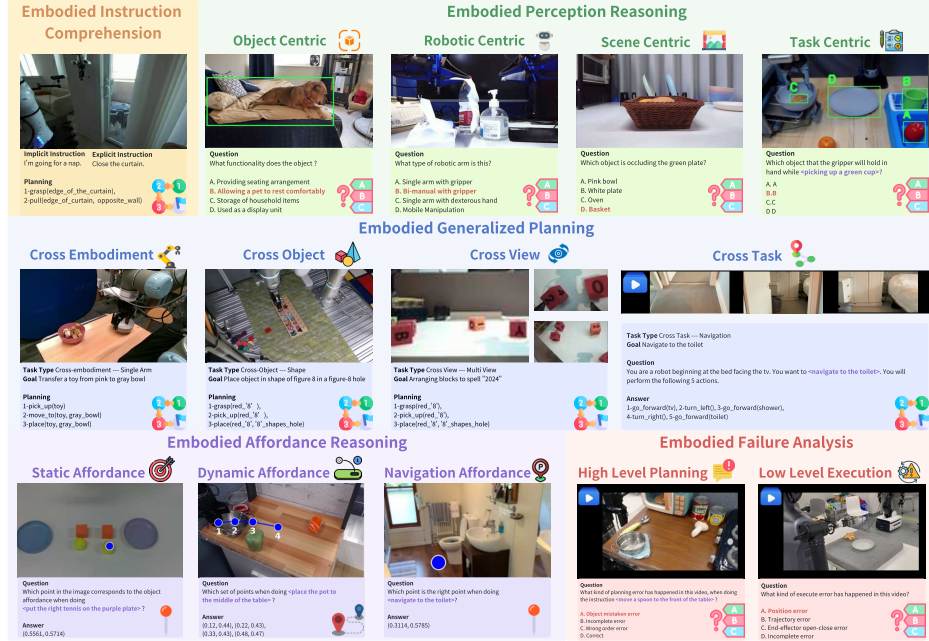 Embodied Instruction
Comprehension
Implicit Instruction Explicit Instruction
I'm going for a nap. Close the curtain.
Planning
1-grasp(edge_of_the_curtain),
2-pull(edge_of_curtain, opposite_wall)
Embodied Perception Reasoning
Object Centric
Question
What functionality does the object ?
A. Providing seating arrangement
B. Allowing a pet to rest comfortably
C. Storage of household items
D. Used as a display unit
Robotic Centric
Question
What type of robotic arm is this?
A. Single arm with gripper
B. Bi-manual with gripper
C. Single arm with dexterous hand
D. Mobile Manipulation
Scene Centric
Question
Which object is occluding the green plate?
A. Pink bowl
B. White plate
C. Oven
D. Basket
Task Centric
C
D
B
A
Question
Which object that the gripper will hold in
hand while <picking up a green cup>?
A. A
B.B
C.C
D D
Embodied Generalized Planning
Cross Embodiment
Task Type Cross-embodiment --- Single Arm
Goal Transfer a toy from pink to gray bowl
Planning
1-pick_up(toy)
2-move_to(toy, gray_bowl)
3-place(toy, gray_bowl)
Cross Object
Task Type Cross-Object --- Shape
Goal Place object in shape of figure 8 in a figure-8 hole
Planning
1-grasp(red_'8' ),
2-pick_up(red_'8' ),
3-place(red_'8','8'_shapes_hole)
Cross View
Task Type Cross View --- Multi View
Goal Arranging blocks to spell "2024"
Planning
1-grasp(red_'8'),
2-pick_up(red_'8'),
3-place(red_'8','8'_shapes_hole)
Cross Task
Task Type Cross Task --- Navigation
Goal Navigate to the toilet
Question
You are a robot beginning at the bed facing the tv. You want to <navigate to the toilet>. You will
perform the following 5 actions.
Answer
1-go_forward(tv), 2-turn_left(), 3-go_forward(shower),
4-turn_right(), 5-go_forward(toilet)
Embodied Affordance Reasoning
Static Affordance
Question
Which point in the image corresponds to the object
affordance when doing
<put the right tennis on the purple plate> ?
Answer
(0.5561, 0.5714)
Dynamic Affordance
1 2 3 4
Question
Which set of points when doing <place the pot to
the middle of the table> ?
Answer
(0.12, 0.44), (0.22, 0.43),
(0.33, 0.43), (0.48, 0.47)
Navigation Affordance
P
Question
Which point is the right point when doing
<navigate to the toilet>?
Answer
(0.3114, 0.5785)
Embodied Failure Analysis
High Level Planning
Question
What kind of planning error has happened in this video, when doing
the instruction <move a spoon to the front of the table> ?
A. Object mistaken error
B. Incomplete error
C. Wrong order error
D. Correct
Low Level Execution
Question
What kind of execute error has happened in this video?
A. Position error
B. Trajectory error
C. End-effector open-close error
D. Incomplete error